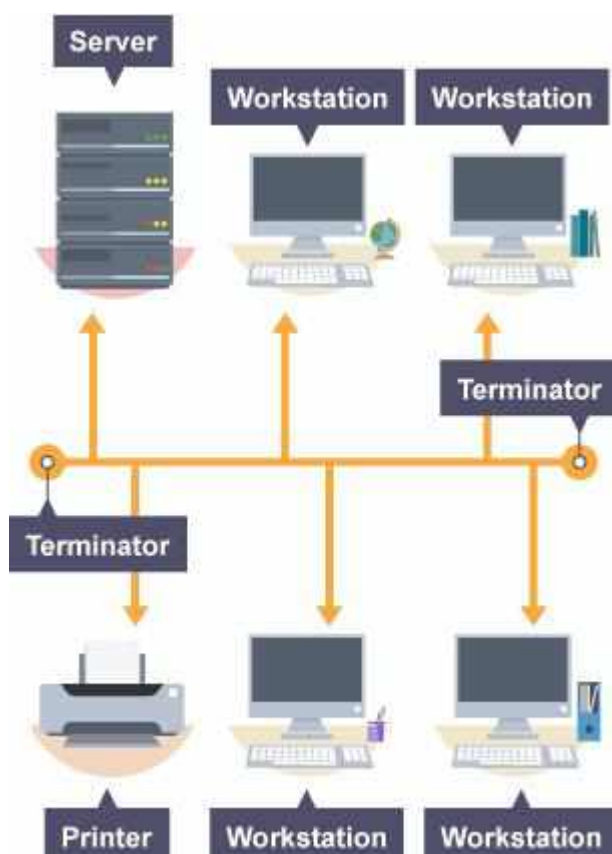 Server
Workstation
Workstation
Terminator
Terminator
Printer
Workstation
Workstation